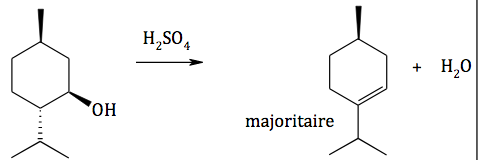 H₂SO₄
OH
+ H₂O
majoritaire